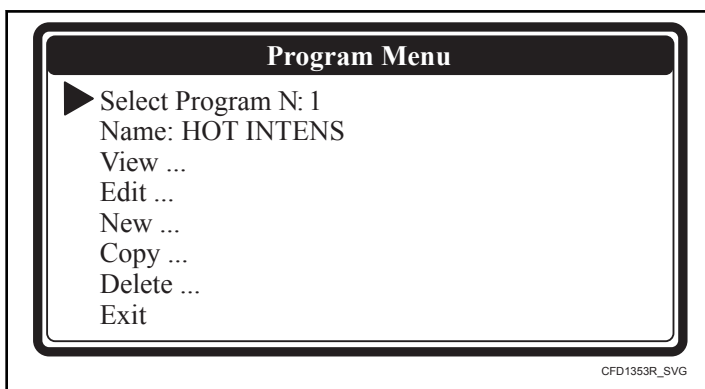 Program Menu
Select Program N: 1
Name: HOT INTENS
View ...
Edit ...
New ...
Copy ...
Delete ...
Exit
CFD1353R_SVG